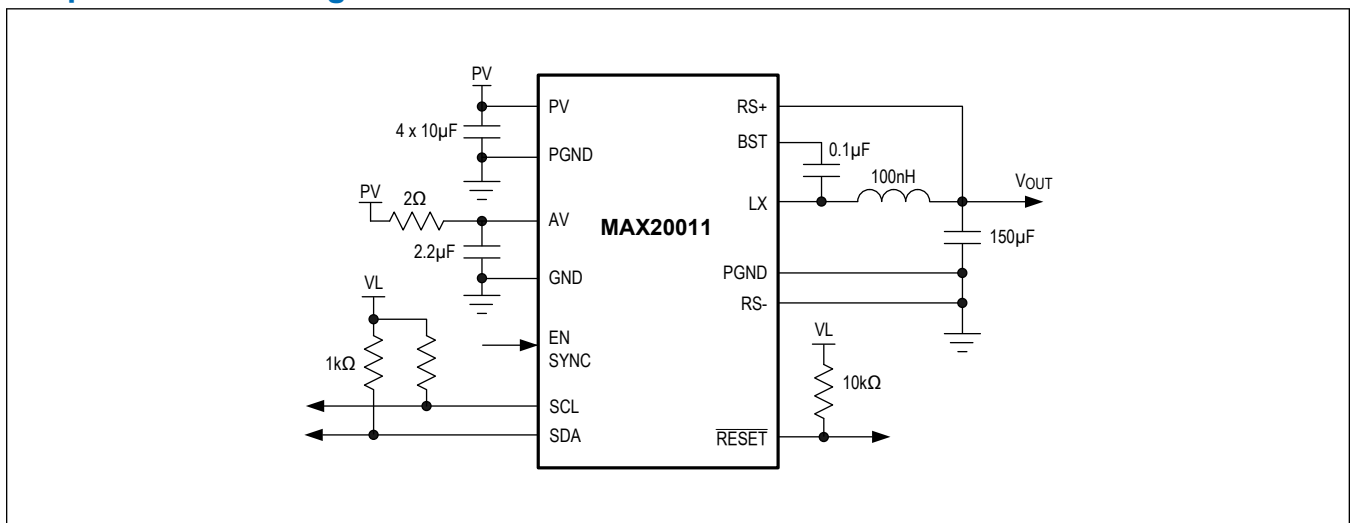 PV
PV
4 x 10µF
PGND
PV
2Ω
AV
2.2µF
GND
VL
1kΩ
EN
SYNC
SCL
SDA
MAX20011
RS+
BST
0.1µF
100nH
LX
VOUT
150µF
PGND
RS-
VL
10kΩ
RESET